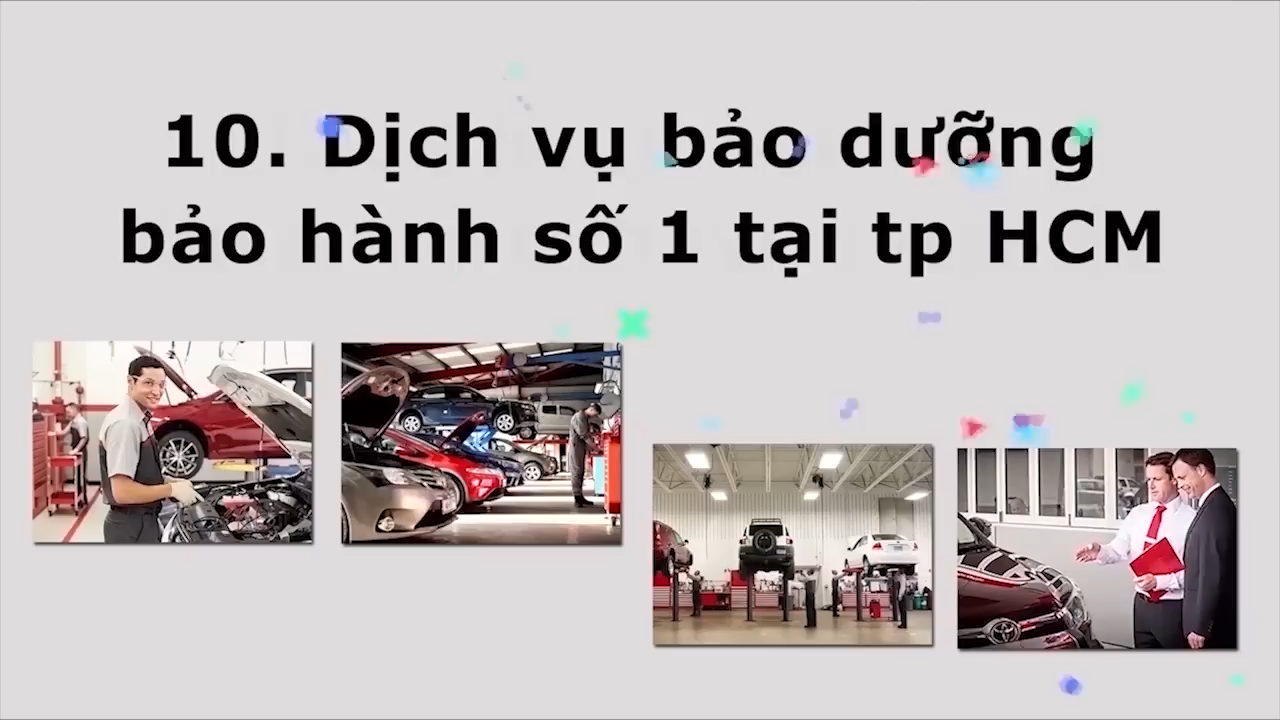 10. Dịch vụ bảo dưỡng
bảo hành số 1 tại tp HCM